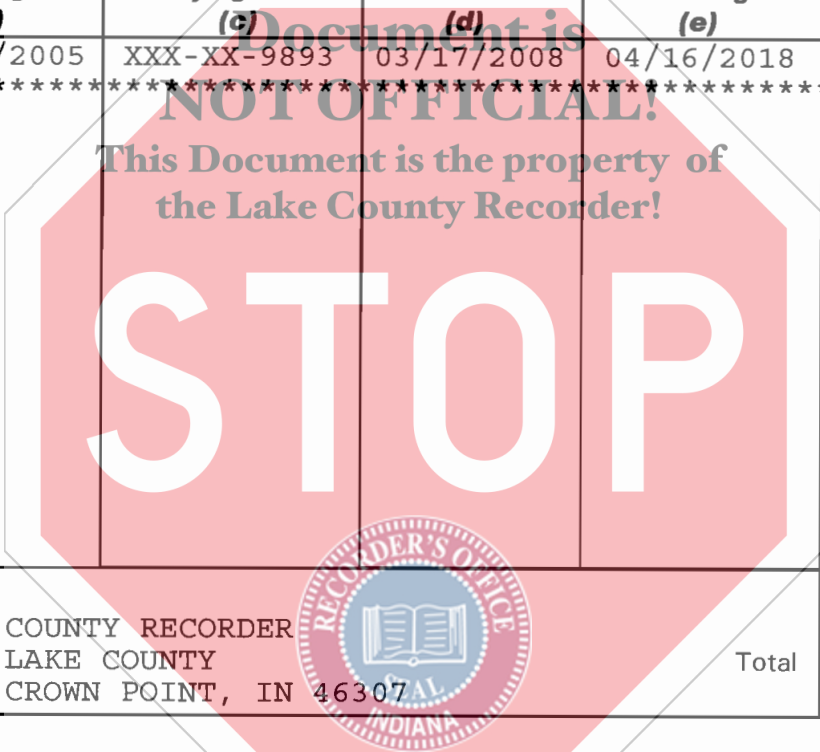 (c) (d) (e)
Document is
/2005 XXX-XX-9893 03/17/2008 04/16/2018
NOT OFFICIAL!
This Document is the property of
the Lake County Recorder!
STOP
RECORDER'S OFFICE
SEAL
INDIANA
COUNTY RECORDER
LAKE COUNTY
Total
CROWN POINT, IN 46307